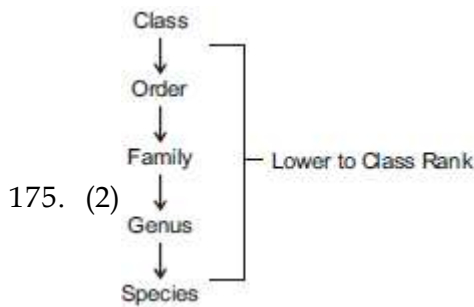 Class
Order
Family
Lower to Class Rank
175. (2)
Genus
Species